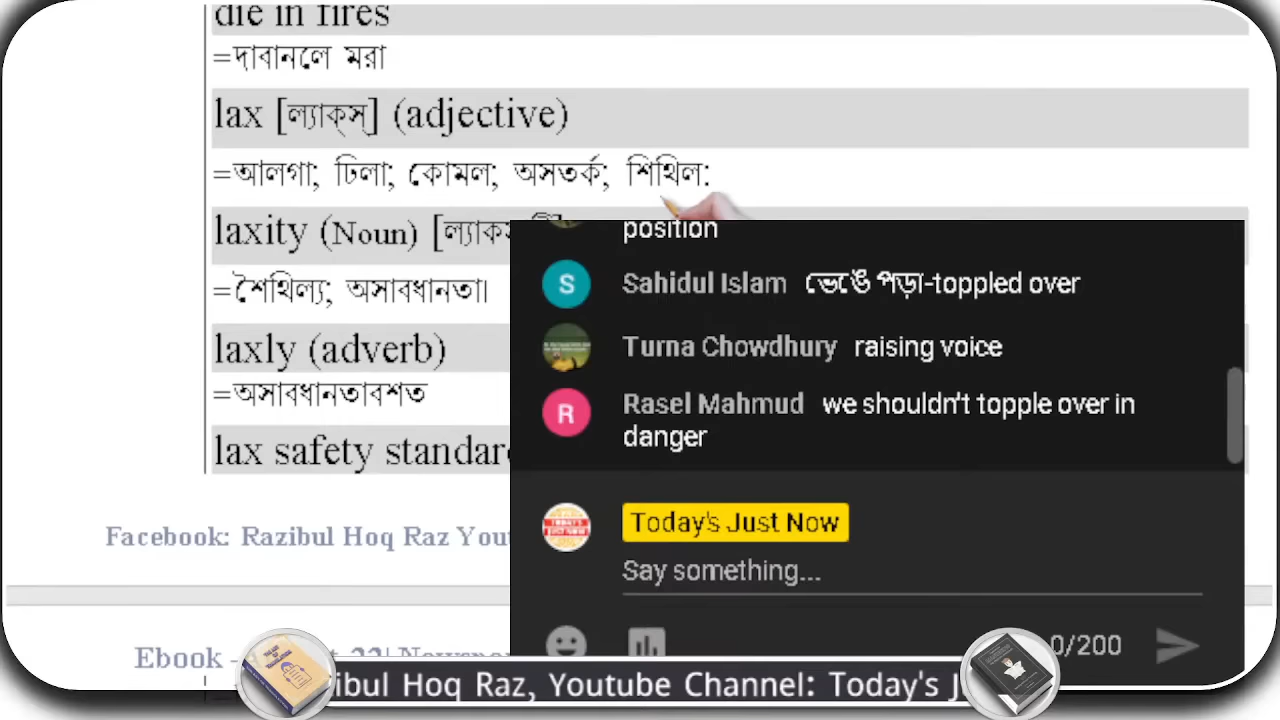 die in fires
=দাবানলে মরা
lax [ল্যাক্স্] (adjective)
=আলগা; ঢিলা; কোমল; অসতর্ক; শিথিল:
laxity (Noun) [ল্যাক্স
=শৈথিল্য; অসাবধানতা।
laxly (adverb)
=অসাবধানতাবশত
lax safety standar
Facebook: Razibul Hoq Raz
Ebook
position
Sahidul Islam ভেঙে পড়া-toppled over
Turna Chowdhury raising voice
R Rasel Mahmud we shouldn't topple over in
danger
Today's Just Now
Say something...
0/200
Hoq Raz, Youtube Channel: Today's